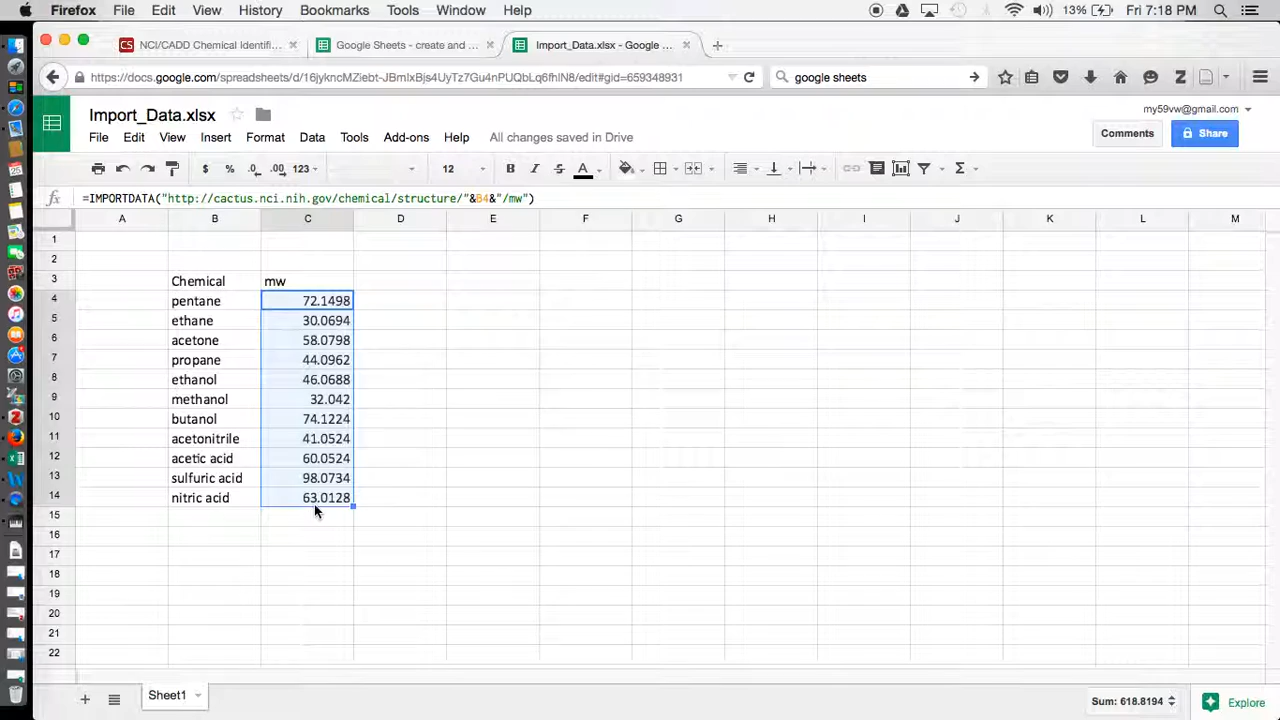 Firefox File Edit View History Bookmarks Tools Window Help 13% Fri 7:18 PM
CS NCI/CADD Chemical Identifi... Google Sheets - create and ... Import_Data.xlsx - Google ...
https://docs.google.com/spreadsheets/d/16jykncMZiebt-JBmIxBjs4UyTz7Gu4nPUQbLq6fhIN8/edit#gid=659348931 google sheets
Import_Data.xlsx my59vw@gmail.com
File Edit View Insert Format Data Tools Add-ons Help All changes saved in Drive Comments Share
$ % .0 .00 123 12 B I S A Σ
fx =IMPORTDATA("http://cactus.nci.nih.gov/chemical/structure/"&B4&"/mw")
A B C D E F G H I J K L M
1
2
3 Chemical mw
4 pentane 72.1498
5 ethane 30.0694
6 acetone 58.0798
7 propane 44.0962
8 ethanol 46.0688
9 methanol 32.042
10 butanol 74.1224
11 acetonitrile 41.0524
12 acetic acid 60.0524
13 sulfuric acid 98.0734
14 nitric acid 63.0128
15
16
17
18
19
20
21
22
+ Sheet1 Sum: 618.8194 Explore